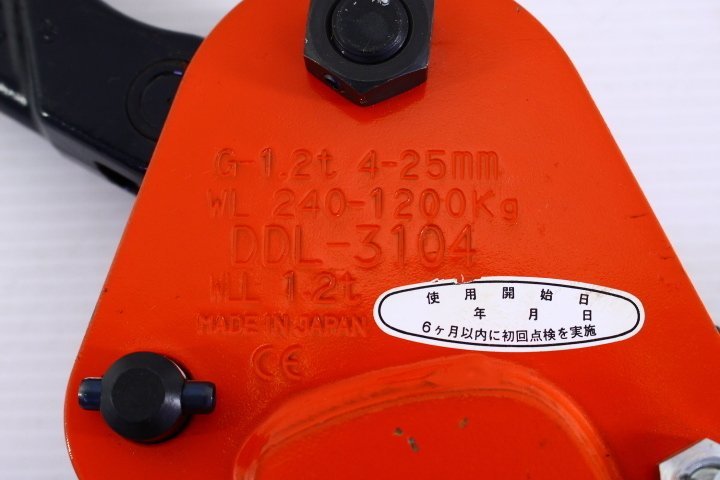 G-1.2t 4-25mm
WL 240-1200Kg
DDL-3104
WLL 1.2t
MADE IN JAPAN
CE
使用開始日
年月日
6ヶ月以内に初回点検を実施